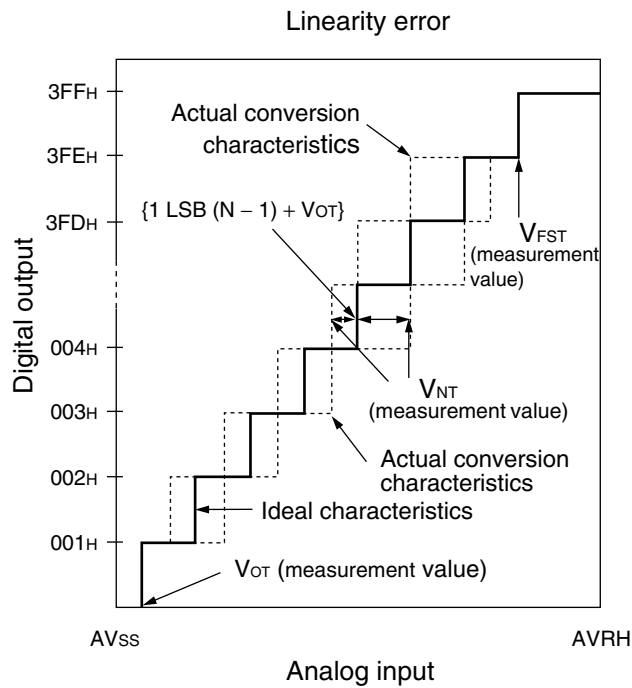 Linearity error
3FFH
3FEH
3FDH
004H
003H
002H
001H
Digital output
Actual conversion
characteristics
{1 LSB (N − 1) + VOT}
VFST
(measurement
value)
VNT
(measurement value)
Actual conversion
characteristics
Ideal characteristics
VOT (measurement value)
AVSS
AVRH
Analog input